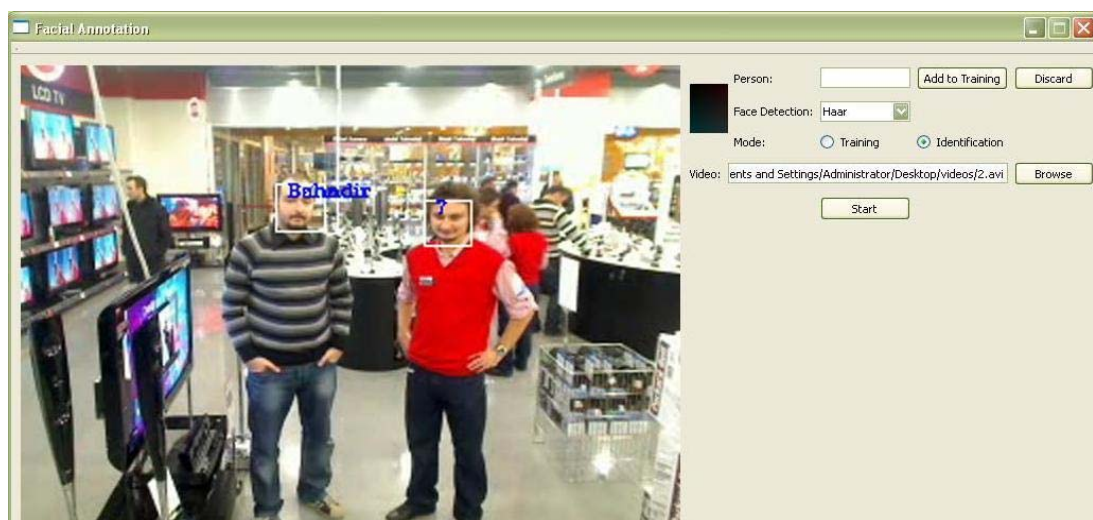 Facial Annotation
LCD TV
Bahadir
?
Person:
Add to Training
Discard
Face Detection:
Haar
Mode:
Training
Identification
Video:
ents and Settings/Administrator/Desktop/videos/2.avi
Browse
Start